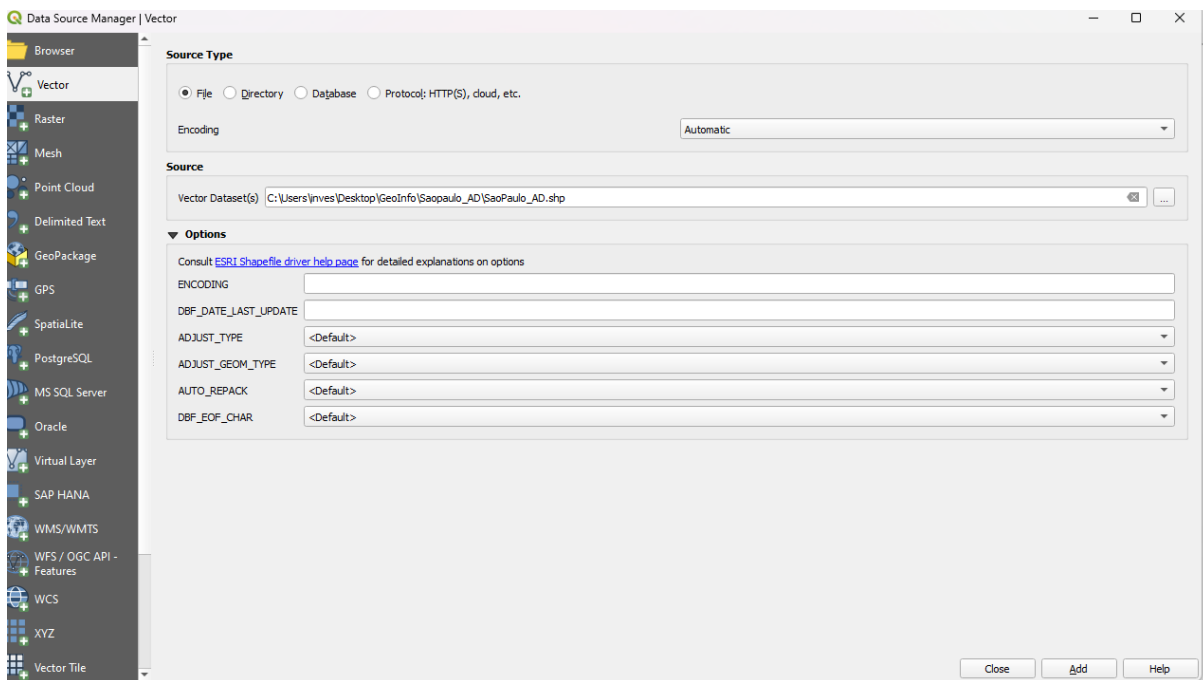 Data Source Manager | Vector
Browser
Vector
Raster
Mesh
Point Cloud
Delimited Text
GeoPackage
GPS
SpatiaLite
PostgreSQL
MS SQL Server
Oracle
Virtual Layer
SAP HANA
WMS/WMTS
WFS / OGC API -
Features
WCS
XYZ
Vector Tile
Source Type
File Directory Database Protocol: HTTP(S), cloud, etc.
Encoding Automatic
Source
Vector Dataset(s) C:\Users\inves\Desktop\GeoInfo\Saopaulo_AD\SaoPaulo_AD.shp ...
Options
Consult ESRI Shapefile driver help page for detailed explanations on options
ENCODING
DBF_DATE_LAST_UPDATE
ADJUST_TYPE <Default>
ADJUST_GEOM_TYPE <Default>
AUTO_REPACK <Default>
DBF_EOF_CHAR <Default>
Close Add Help